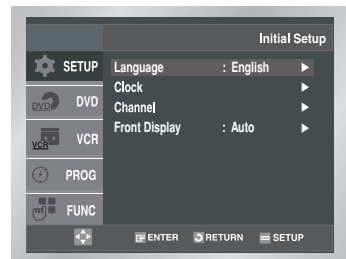 Initial Setup
SETUP
Language : English ►
Clock ►
Channel ►
Front Display : Auto ►
DVD DVD
VCR VCR
PROG
FUNC
ENTER RETURN SETUP